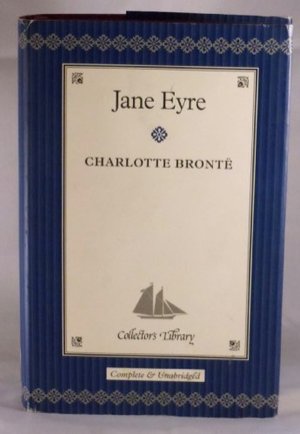 Jane Eyre
CHARLOTTE BRONTË
Collector's Library
Complete & Unabridged